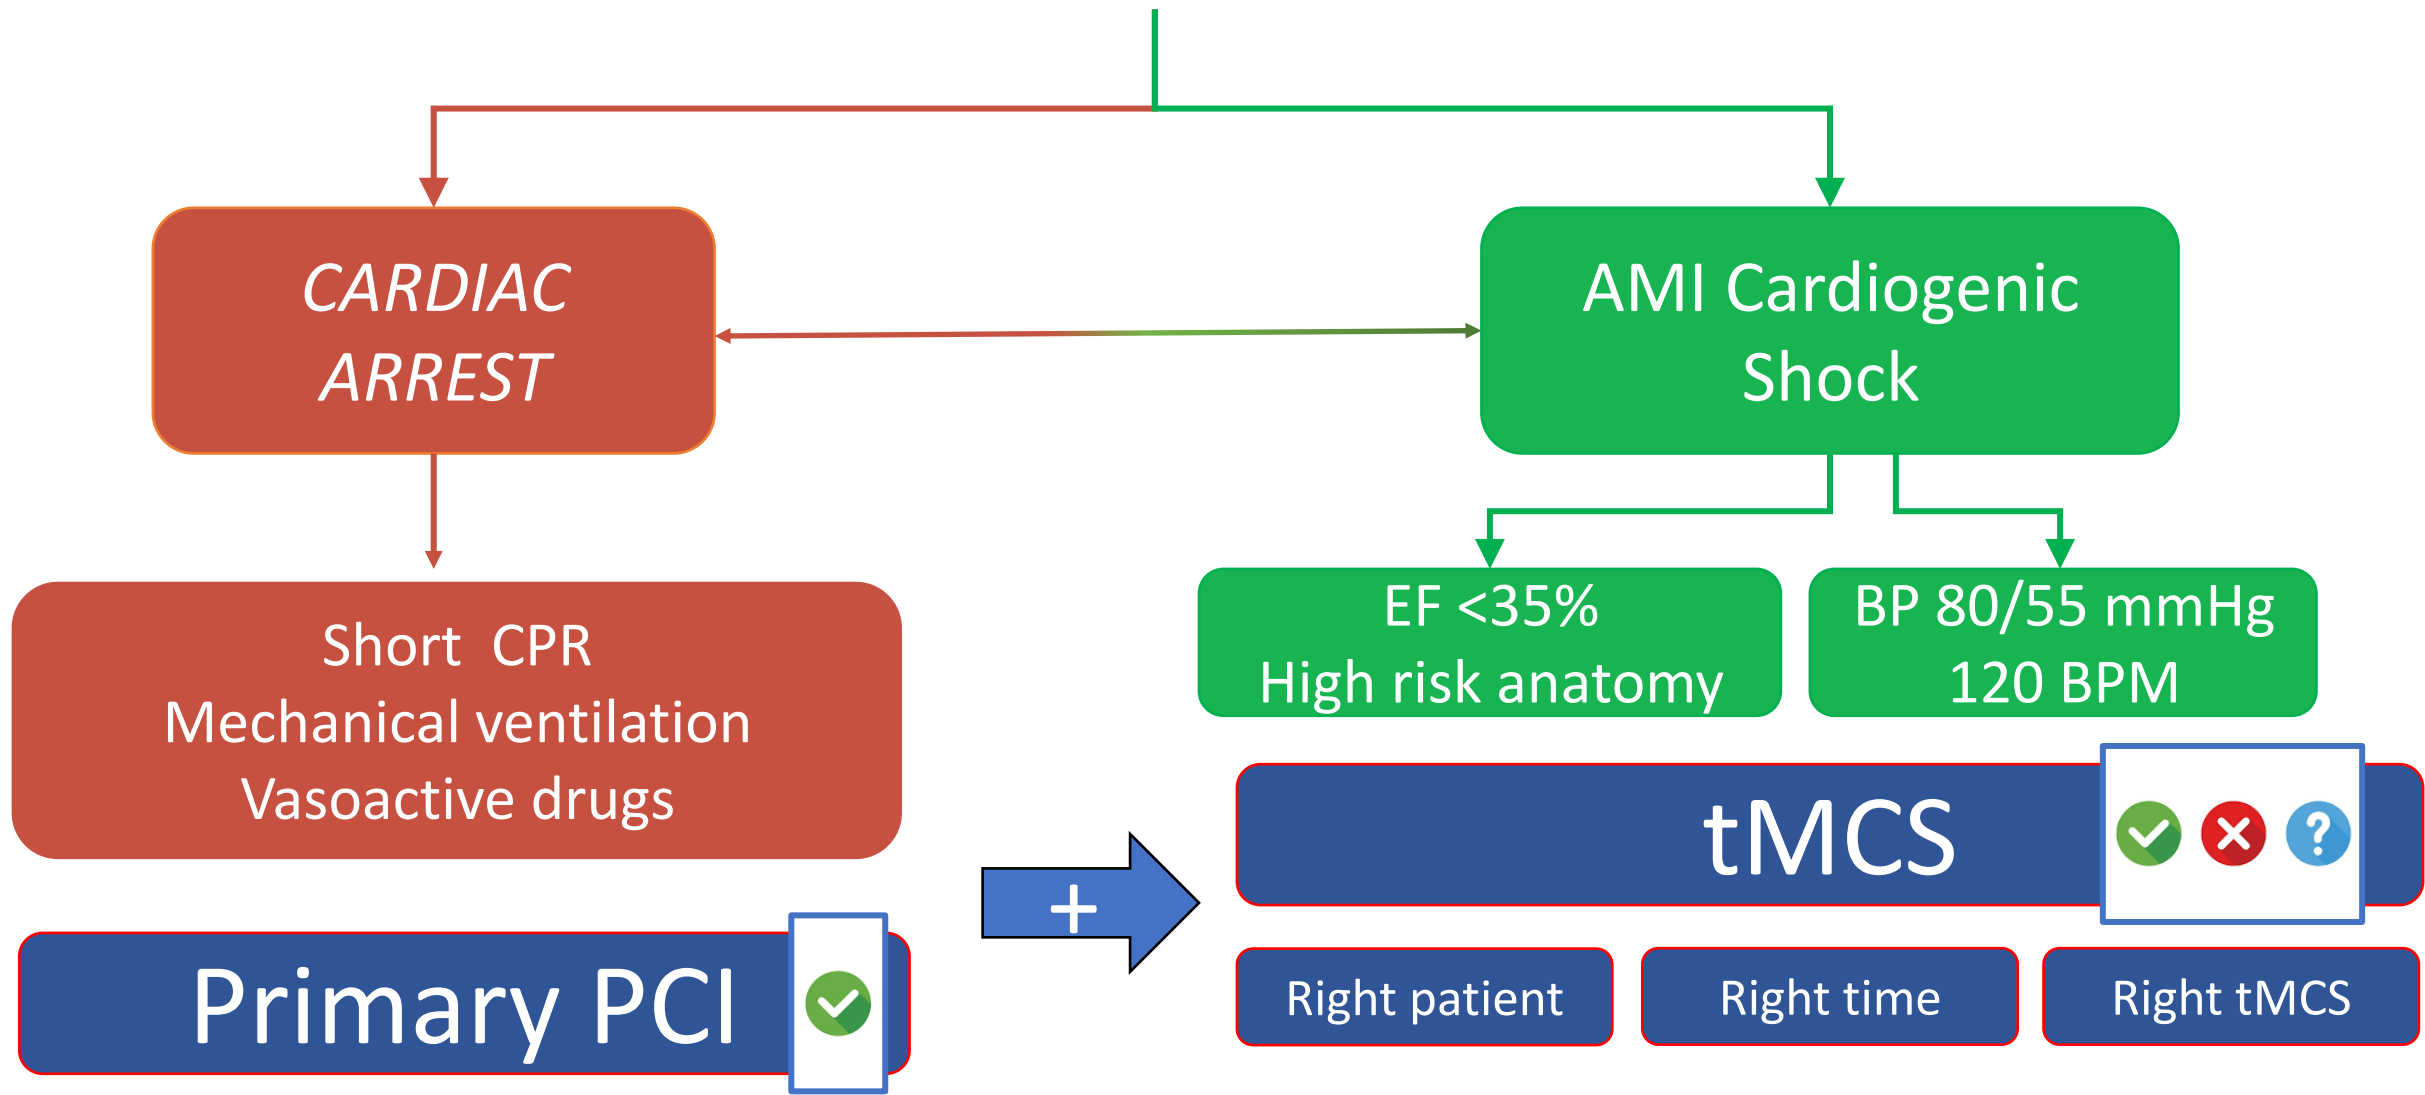 CARDIAC
ARREST
AMI Cardiogenic
Shock
Short  CPR
Mechanical ventilation
Vasoactive drugs
EF <35%
High risk anatomy
BP 80/55 mmHg
120 BPM
Primary PCI
+
tMCS
?
Right patient
Right time
Right tMCS